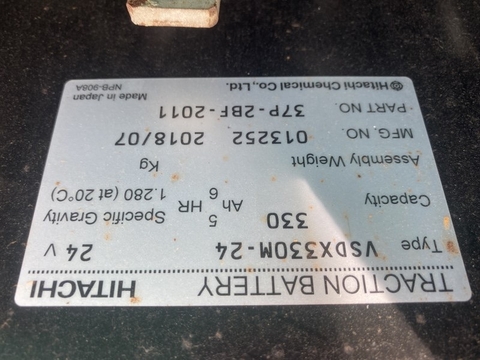 TRACTION BATTERY HITACHI
Type VSDX330M-24 24 V
Capacity 330 Ah 5 HR Specific Gravity
6 1.280 (at 20°C)
Assembly Weight Kg
MFG NO. 013252 2018/07
PART NO. 37P-2BF-2011 Made in Japan
Hitachi Chemical Co., Ltd. NPB-908A